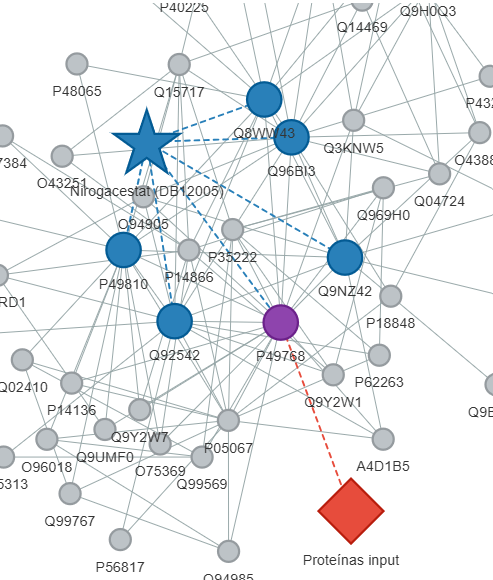 P40225
Q9H0Q3
Q14469
P48065
Q15717
P43
Q8WW43
Q3KNW5
O4388
7384
O43251
Q96BI3
Nirogacestat (DB12005)
Q969H0
Q04724
O94905
P35222
P49810
P14866
Q9NZ42
RD1
P18848
Q92542
P49768
Q02410
P62263
P14136
Q9Y2W1
Q9E
Q9Y2W7
P05067
Q9UMF0
O96018
O75369
A4D1B5
5313
Q99569
Q99767
Proteínas input
P56817
O94985